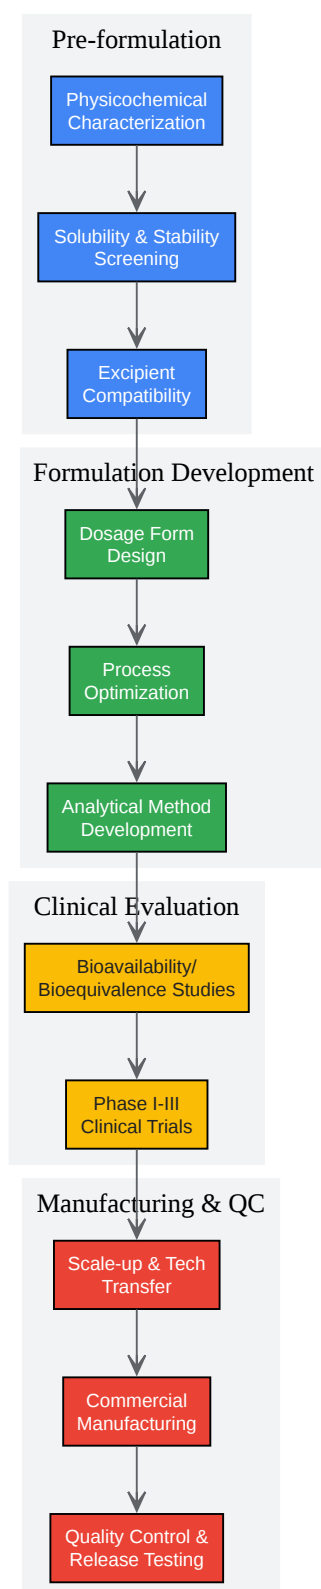 Pre-formulation
Physicochemical
Characterization
Solubility & Stability
Screening
Excipient
Compatibility
Formulation Development
Dosage Form
Design
Process
Optimization
Analytical Method
Development
Clinical Evaluation
Bioavailability/
Bioequivalence Studies
Phase I-III
Clinical Trials
Manufacturing & QC
Scale-up & Tech
Transfer
Commercial
Manufacturing
Quality Control &
Release Testing